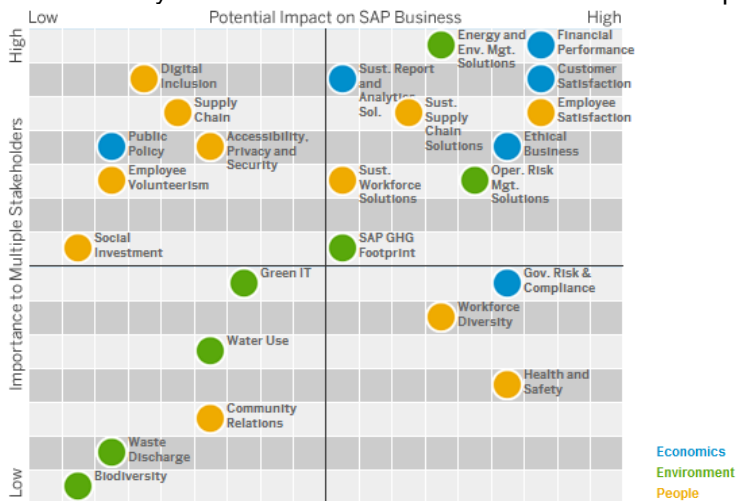 Low Potential Impact on SAP Business High
High
Importance to Multiple Stakeholders
Low
Energy and
Env. Mgt.
Solutions
Financial
Performance
Digital
Inclusion
Sust. Report
and
Analytics
Sol.
Customer
Satisfaction
Supply
Chain
Sust.
Supply
Chain
Solutions
Employee
Satisfaction
Public
Policy
Accessibility,
Privacy and
Security
Ethical
Business
Employee
Volunteerism
Sust.
Workforce
Solutions
Oper. Risk
Mgt.
Solutions
Social
Investment
SAP GHG
Footprint
Green IT
Gov. Risk &
Compliance
Workforce
Diversity
Water Use
Health and
Safety
Community
Relations
Waste
Discharge
Biodiversity
Economics
Environment
People